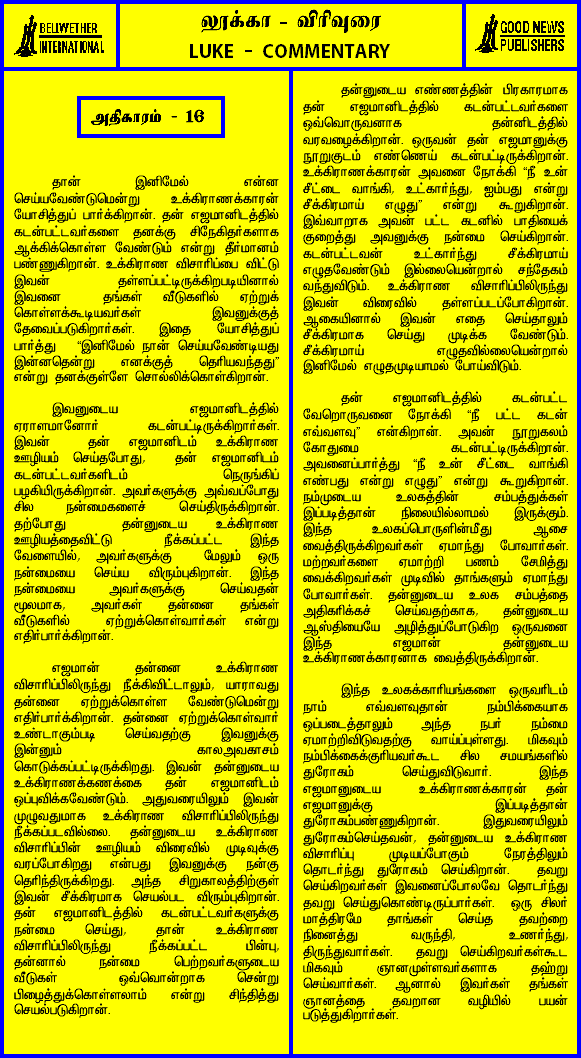 BELWETHER
INTERNATIONAL
லூக்கா - விரிவுரை
LUKE - COMMENTARY
GOOD NEWS
PUBLISHERS
அதிகாரம் - 16
தான் இனிமேல் என்ன
செய்யவேண்டுமென்று உக்கிராணக்காரன்
யோசித்துப் பார்க்கிறான். தன் எஜமானிடத்தில்
கடன்பட்டவர்களை தனக்கு சிநேகிதர்களாக
ஆக்கிக்கொள்ள வேண்டும் என்று தீர்மானம்
பண்ணுகிறான். உக்கிராண விசாரிப்பை விட்டு
இவன் தள்ளப்பட்டிருக்கிறபடியினால்
இவனை தங்கள் வீடுகளில் ஏற்றுக்
கொள்ளக்கூடியவர்கள் இவனுக்குத்
தேவைப்படுகிறார்கள். இதை யோசித்துப்
பார்த்து “இனிமேல் நான் செய்யவேண்டியது
இன்னதென்று எனக்குத் தெரியவந்தது”
என்று தனக்குள்ளே சொல்லிக்கொள்கிறான்.
இவனுடைய எஜமானிடத்தில்
ஏராளமானோர் கடன்பட்டிருக்கிறார்கள்.
இவன் தன் எஜமானிடம் உக்கிராண
ஊழியம் செய்தபோது, தன் எஜமானிடம்
கடன்பட்டவர்களிடம் நெருங்கிப்
பழகியிருக்கிறான். அவர்களுக்கு அவ்வப்போது
சில நன்மைகளைச் செய்திருக்கிறான்.
தற்போது தன்னுடைய உக்கிராண
ஊழியத்தைவிட்டு நீக்கப்பட்ட இந்த
வேளையில், அவர்களுக்கு மேலும் ஒரு
நன்மையை செய்ய விரும்புகிறான். இந்த
நன்மையை அவர்களுக்கு செய்வதன்
மூலமாக, அவர்கள் தன்னை தங்கள்
வீடுகளில் ஏற்றுக்கொள்வார்கள் என்று
எதிர்பார்க்கிறான்.
எஜமான் தன்னை உக்கிராண
விசாரிப்பிலிருந்து நீக்கிவிட்டாலும், யாராவது
தன்னை ஏற்றுக்கொள்ள வேண்டுமென்று
எதிர்பார்க்கிறான். தன்னை ஏற்றுக்கொள்வார்
உண்டாகும்படி செய்வதற்கு இவனுக்கு
இன்னும் காலஅவகாசம்
கொடுக்கப்பட்டிருக்கிறது. இவன் தன்னுடைய
உக்கிராணக்கணக்கை தன் எஜமானிடம்
ஒப்புவிக்கவேண்டும். அதுவரையிலும் இவன்
முழுவதுமாக உக்கிராண விசாரிப்பிலிருந்து
நீக்கப்படவில்லை. தன்னுடைய உக்கிராண
விசாரிப்பின் ஊழியம் விரைவில் முடிவுக்கு
வரப்போகிறது என்பது இவனுக்கு நன்கு
தெரிந்திருக்கிறது. அந்த சிறுகாலத்திற்குள்
இவன் சீக்கிரமாக செயல்பட விரும்புகிறான்.
தன் எஜமானிடத்தில் கடன்பட்டவர்களுக்கு
நன்மை செய்து, தான் உக்கிராண
விசாரிப்பிலிருந்து நீக்கப்பட்ட பின்பு,
தன்னால் நன்மை பெற்றவர்களுடைய
வீடுகள் ஒவ்வொன்றாக சென்று
பிழைத்துக்கொள்ளலாம் என்று சிந்தித்து
செயல்படுகிறான்.
தன்னுடைய எண்ணத்தின் பிரகாரமாக
தன் எஜமானிடத்தில் கடன்பட்டவர்களை
ஒவ்வொருவனாக தன்னிடத்தில்
வரவழைக்கிறான். ஒருவன் தன் எஜமானுக்கு
நூறுகுடம் எண்ணெய் கடன்பட்டிருக்கிறான்.
உக்கிராணக்காரன் அவனை நோக்கி “நீ உன்
சீட்டை வாங்கி, உட்கார்ந்து, ஐம்பது என்று
சீக்கிரமாய் எழுது” என்று கூறுகிறான்.
இவ்வாறாக அவன் பட்ட கடனில் பாதியைக்
குறைத்து அவனுக்கு நன்மை செய்கிறான்.
கடன்பட்டவன் உட்கார்ந்து சீக்கிரமாய்
எழுதவேண்டும் இல்லையென்றால் சந்தேகம்
வந்துவிடும். உக்கிராண விசாரிப்பிலிருந்து
இவன் விரைவில் தள்ளப்படப்போகிறான்.
ஆகையினால் இவன் எதை செய்தாலும்
சீக்கிரமாக செய்து முடிக்க வேண்டும்.
சீக்கிரமாய் எழுதவில்லையென்றால்
இனிமேல் எழுதமுடியாமல் போய்விடும்.
தன் எஜமானிடத்தில் கடன்பட்ட
வேறொருவனை நோக்கி “நீ பட்ட கடன்
எவ்வளவு” என்கிறான். அவன் நூறுகலம்
கோதுமை கடன்பட்டிருக்கிறான்.
அவனைப்பார்த்து “நீ உன் சீட்டை வாங்கி
எண்பது என்று எழுது” என்று கூறுகிறான்.
நம்முடைய உலகத்தின் சம்பத்துக்கள்
இப்படித்தான் நிலையில்லாமல் இருக்கும்.
இந்த உலகப்பொருளின்மீது ஆசை
வைத்திருக்கிறவர்கள் ஏமாந்து போவார்கள்.
மற்றவர்களை ஏமாற்றி பணம் சேமித்து
வைக்கிறவர்கள் முடிவில் தாங்களும் ஏமாந்து
போவார்கள். தன்னுடைய உலக சம்பத்தை
அதிகரிக்கச் செய்வதற்காக, தன்னுடைய
ஆஸ்தியையே அழித்துப்போடுகிற ஒருவனை
இந்த எஜமான் தன்னுடைய
உக்கிராணக்காரனாக வைத்திருக்கிறான்.
இந்த உலகக்காரியங்களை ஒருவரிடம்
நாம் எவ்வளவுதான் நம்பிக்கையாக
ஒப்படைத்தாலும் அந்த நபர் நம்மை
ஏமாற்றிவிடுவதற்கு வாய்ப்புள்ளது. மிகவும்
நம்பிக்கைக்குரியவர்கூட சில சமயங்களில்
துரோகம் செய்துவிடுவார். இந்த
எஜமானுடைய உக்கிராணக்காரன் தன்
எஜமானுக்கு இப்படித்தான்
துரோகம்பண்ணுகிறான். இதுவரையிலும்
துரோகம்செய்தவன், தன்னுடைய உக்கிராண
விசாரிப்பு முடியப்போகும் நேரத்திலும்
தொடர்ந்து துரோகம் செய்கிறான். தவறு
செய்கிறவர்கள் இவனைப்போலவே தொடர்ந்து
தவறு செய்துகொண்டிருப்பார்கள். ஒரு சிலர்
மாத்திரமே தாங்கள் செய்த தவற்றை
நினைத்து வருந்தி, உணர்ந்து,
திருந்துவார்கள். தவறு செய்கிறவர்கள்கூட
மிகவும் ஞானமுள்ளவர்களாக தஹ்று
செய்வார்கள். ஆனால் இவர்கள் தங்கள்
ஞானத்தை தவறான வழியில் பயன்
படுத்துகிறார்கள்.